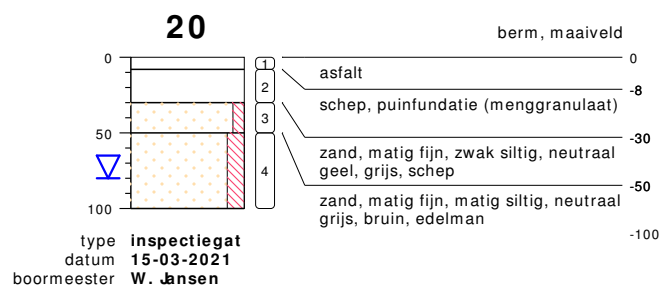 20
berm, maaiveld
0
50
100
1
2
3
4
0
asfalt
-8
schep, puinfundatie (menggranulaat)
-30
zand, matig fijn, zwak siltig, neutraal
geel, grijs, schep
-50
zand, matig fijn, matig siltig, neutraal
grijs, bruin, edelman
-100
type inspectiegat
datum 15-03-2021
boormeester W. Jansen